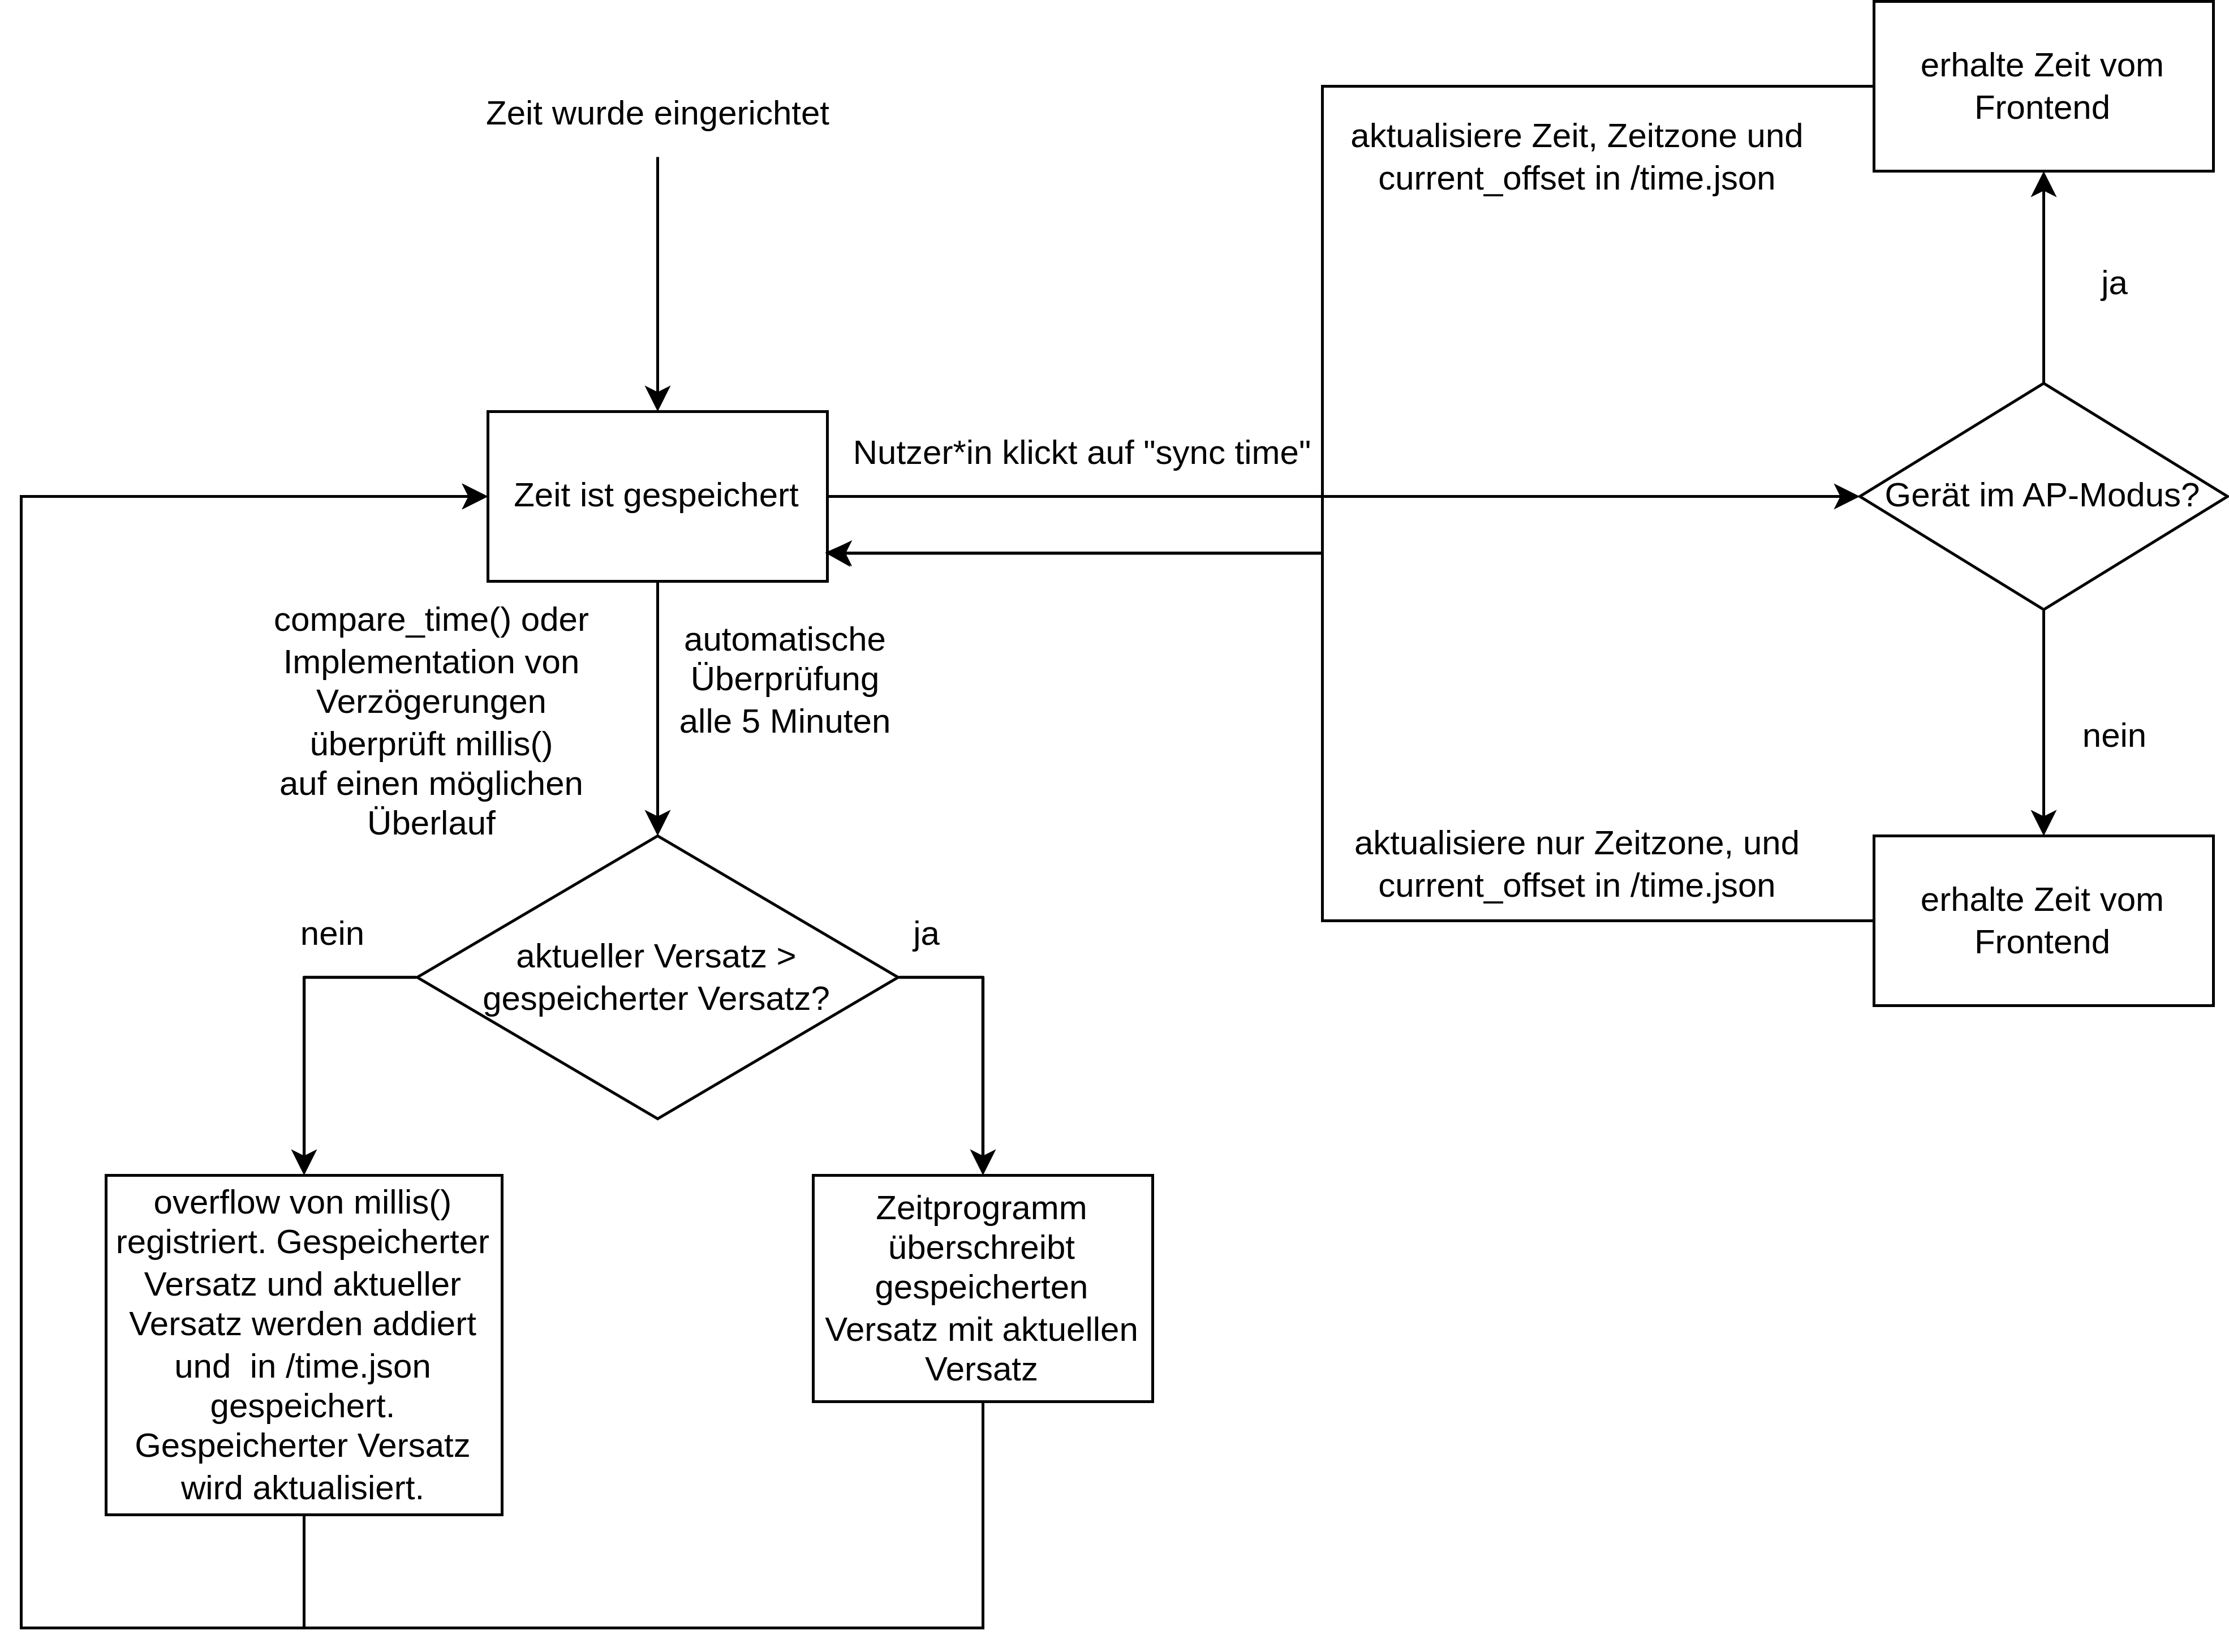 Zeit wurde eingerichtet
erhalte Zeit vom
Frontend
aktualisiere Zeit, Zeitzone und
current_offset in /time.json
ja
Nutzer*in klickt auf "sync time"
Zeit ist gespeichert
Gerät im AP-Modus?
compare_time() oder
Implementation von
Verzögerungen
überprüft millis()
auf einen möglichen
Überlauf
automatische
Überprüfung
alle 5 Minuten
nein
aktualisiere nur Zeitzone, und
current_offset in /time.json
erhalte Zeit vom
Frontend
nein
ja
aktueller Versatz >
gespeicherter Versatz?
overflow von millis()
registriert. Gespeicherter
Versatz und aktueller
Versatz werden addiert
und  in /time.json
gespeichert.
Gespeicherter Versatz
wird aktualisiert.
Zeitprogramm
überschreibt
gespeicherten
Versatz mit aktuellen
Versatz